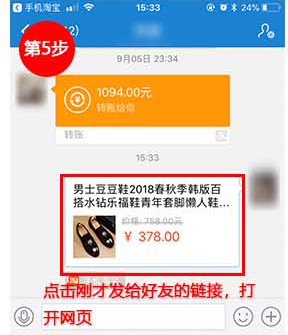 手机淘宝 15:33 24%
第5步
2)
9月05日 23:34
1094.00元
转账给你
转账
15:33
男士豆豆鞋2018春秋季韩版百
搭水钻乐福鞋青年套脚懒人鞋...
价格: 758.00元
￥ 378.00
点击刚才发给好友的链接，打
开网页